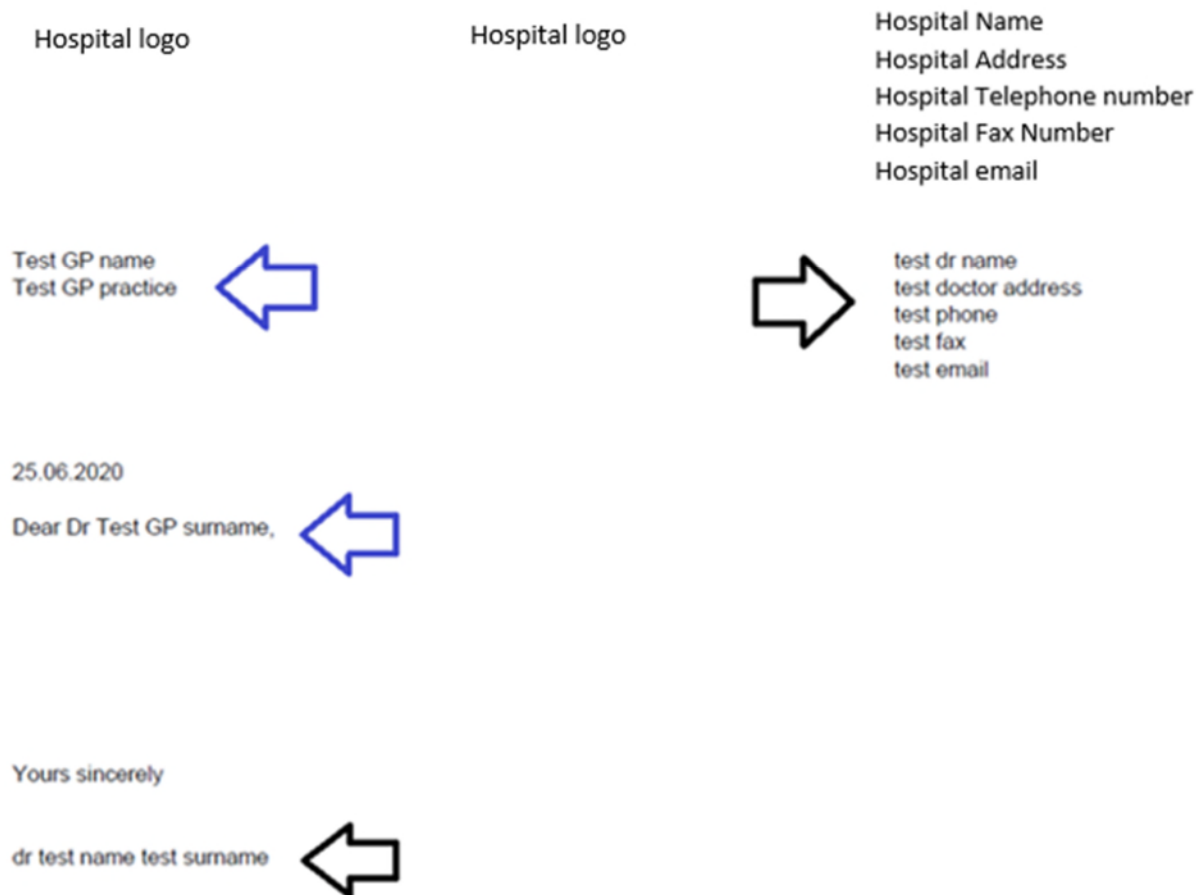 Hospital logo
Hospital logo
Hospital Name
Hospital Address
Hospital Telephone number
Hospital Fax Number
Hospital email
Test GP name
Test GP practice
test dr name
test doctor address
test phone
test fax
test email
25.06.2020
Dear Dr Test GP surname,
Yours sincerely
dr test name test surname